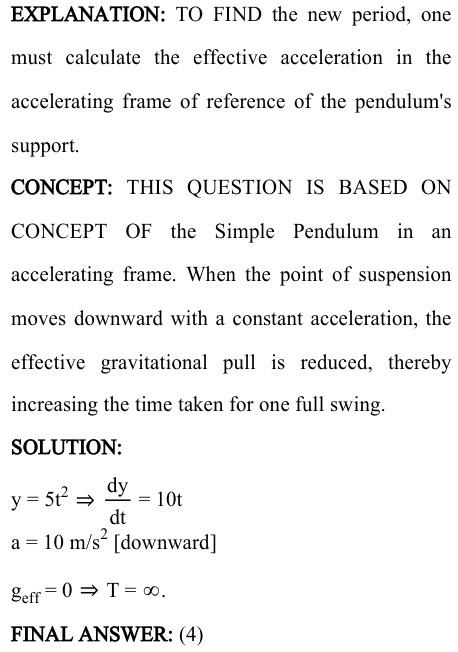 EXPLANATION: TO FIND the new period, one
must calculate the effective acceleration in the
accelerating frame of reference of the pendulum's
support.
CONCEPT: THIS QUESTION IS BASED ON
CONCEPT OF the Simple Pendulum in an
accelerating frame. When the point of suspension
moves downward with a constant acceleration, the
effective gravitational pull is reduced, thereby
increasing the time taken for one full swing.
SOLUTION:
y = 5t² ⇒ dy/dt = 10t
a = 10 m/s² [downward]
g_eff = 0 ⇒ T = ∞.
FINAL ANSWER: (4)